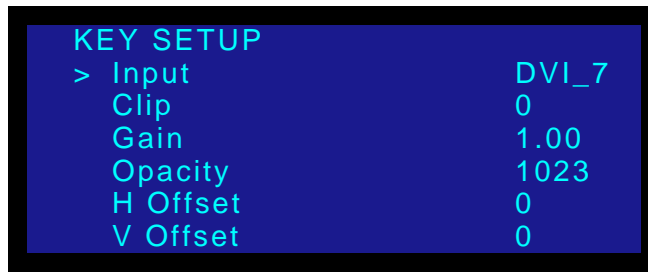 KEY SETUP
> Input DVI_7
Clip 0
Gain 1.00
Opacity 1023
H Offset 0
V Offset 0